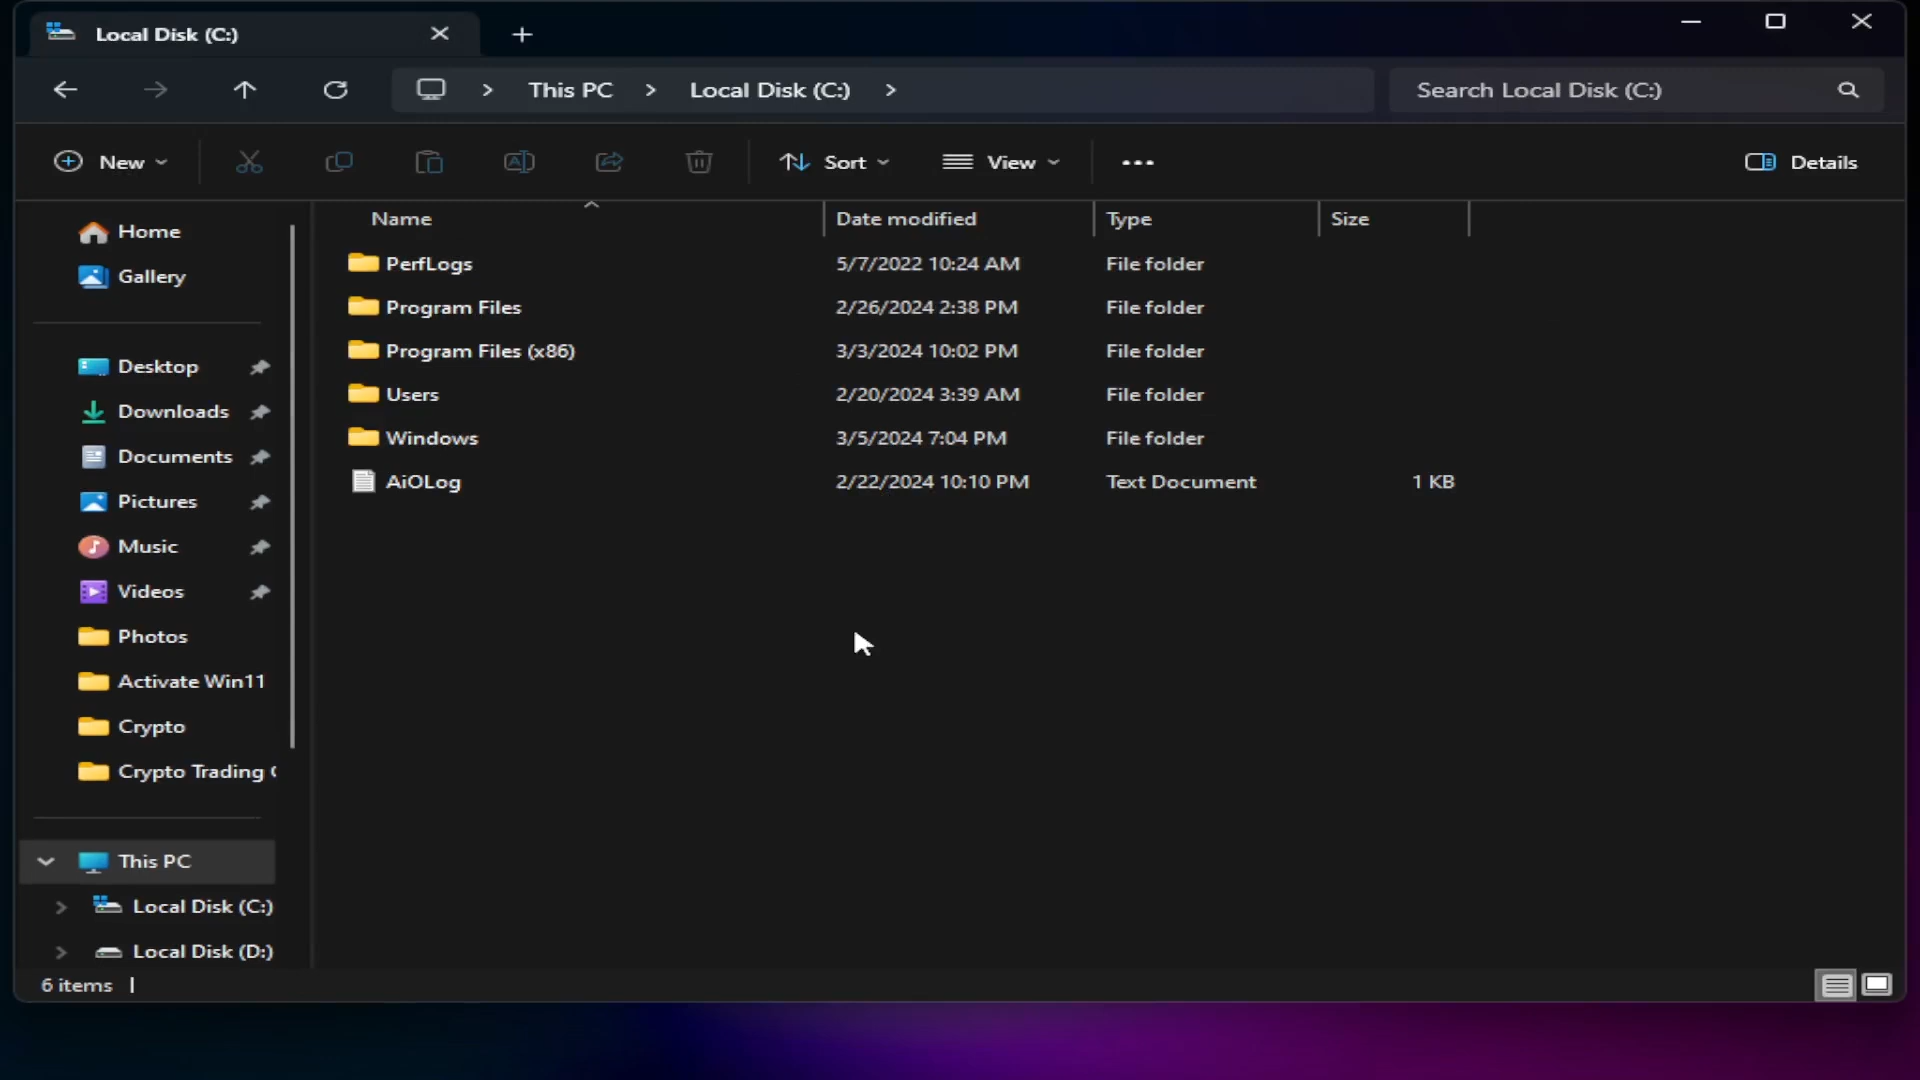 Local Disk (C:)
This PC > Local Disk (C:) >
Search Local Disk (C:)
New
Sort
View
Details
Name Date modified Type Size
PerfLogs 5/7/2022 10:24 AM File folder
Program Files 2/26/2024 2:38 PM File folder
Program Files (x86) 3/3/2024 10:02 PM File folder
Users 2/20/2024 3:39 AM File folder
Windows 3/5/2024 7:04 PM File folder
AiOLog 2/22/2024 10:10 PM Text Document 1 KB
Home
Gallery
Desktop
Downloads
Documents
Pictures
Music
Videos
Photos
Activate Win11
Crypto
Crypto Trading
This PC
Local Disk (C:)
Local Disk (D:)
6 items